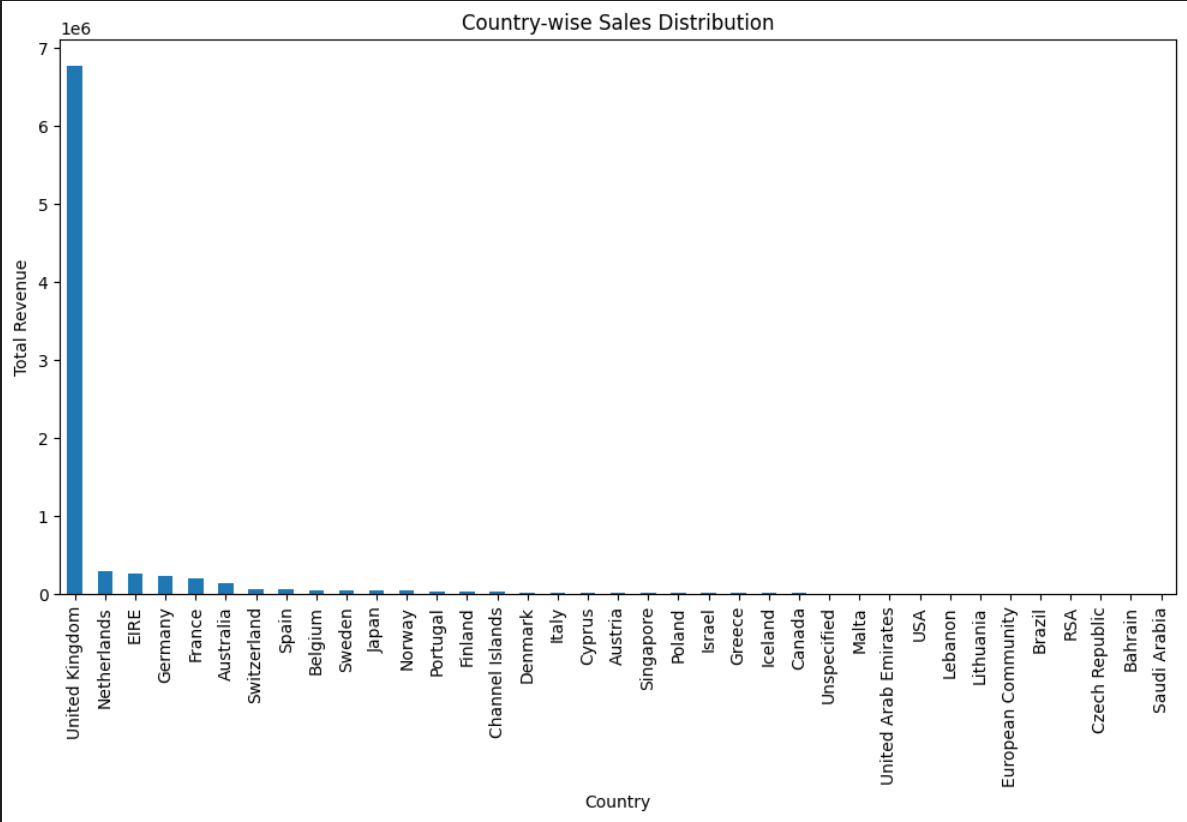 Country-wise Sales Distribution
1e6
7
6
5
4
3
2
1
0
Total Revenue
United Kingdom
Netherlands
EIRE
Germany
France
Australia
Switzerland
Spain
Belgium
Sweden
Japan
Norway
Portugal
Finland
Channel Islands
Denmark
Italy
Cyprus
Austria
Singapore
Poland
Israel
Greece
Iceland
Canada
Unspecified
Malta
United Arab Emirates
USA
Lebanon
Lithuania
European Community
Brazil
RSA
Czech Republic
Bahrain
Saudi Arabia
Country